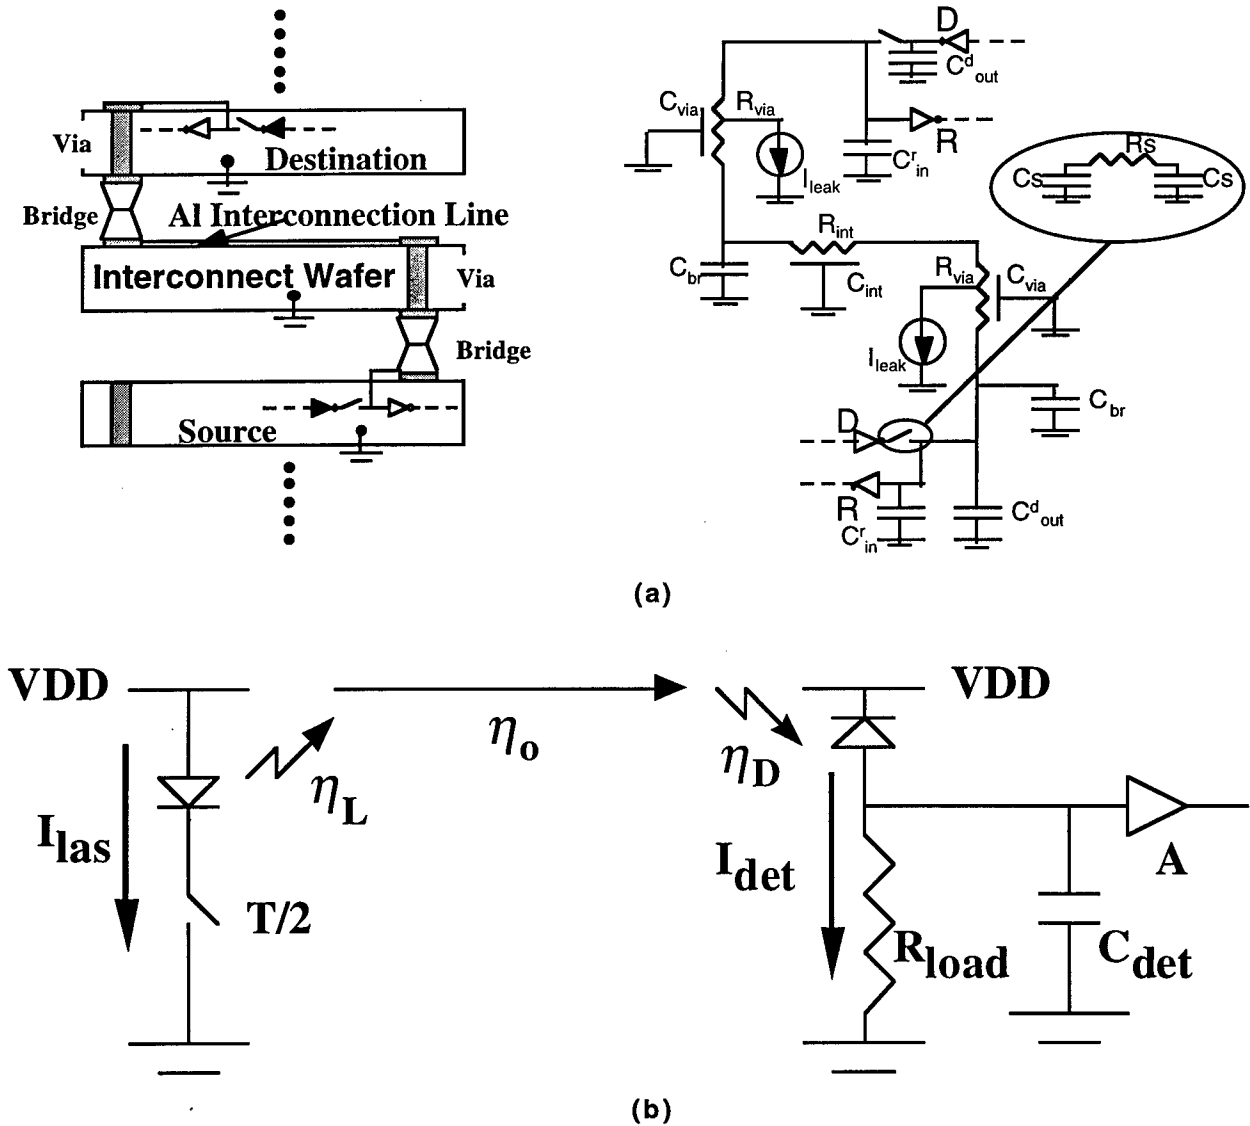 Via
Destination
Bridge
Al Interconnection Line
Interconnect Wafer
Via
Bridge
Source
D
C^d_out
C_via
R_via
I_leak
C^r_in
R
Rs
Cs
Cs
R_int
C_br
C_int
R_via
C_via
I_leak
C_br
D
R
C^r_in
C^d_out
(a)
VDD
η_o
VDD
η_L
η_D
I_las
T/2
I_det
A
R_load
C_det
(b)